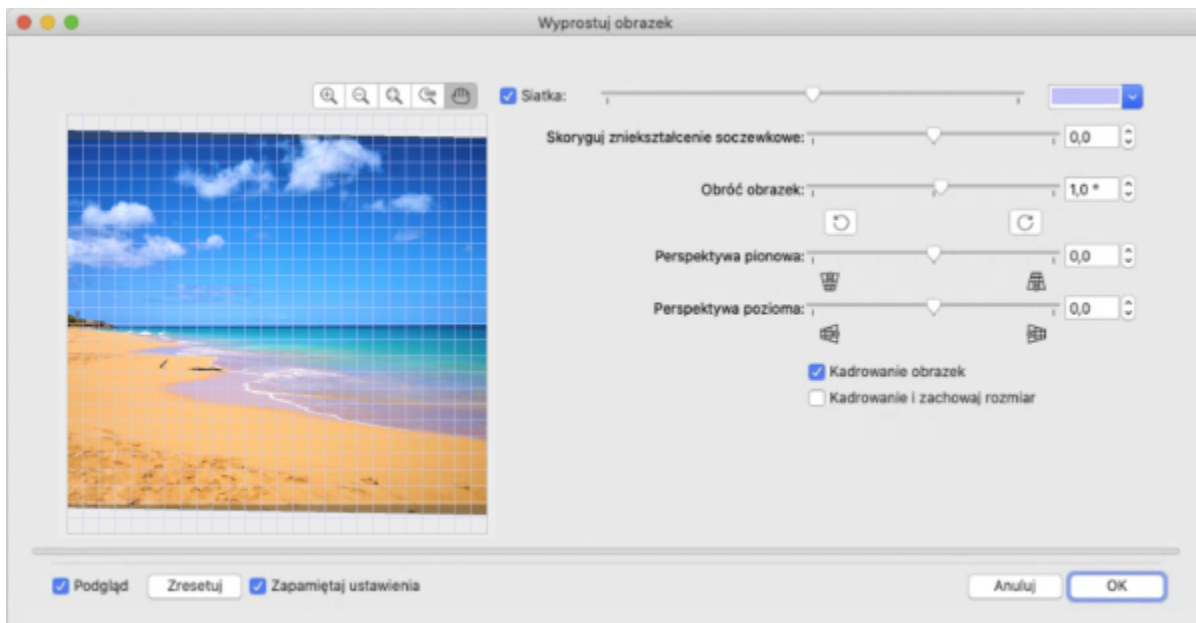 Wyprostuj obrazek
Siatka:
Skoryguj zniekształcenie soczewkowe: 0,0
Obróć obrazek: 1,0 °
Perspektywa pionowa: 0,0
Perspektywa pozioma: 0,0
Kadrowanie obrazek
Kadrowanie i zachowaj rozmiar
Podgląd Zresetuj Zapamiętaj ustawienia Anuluj OK